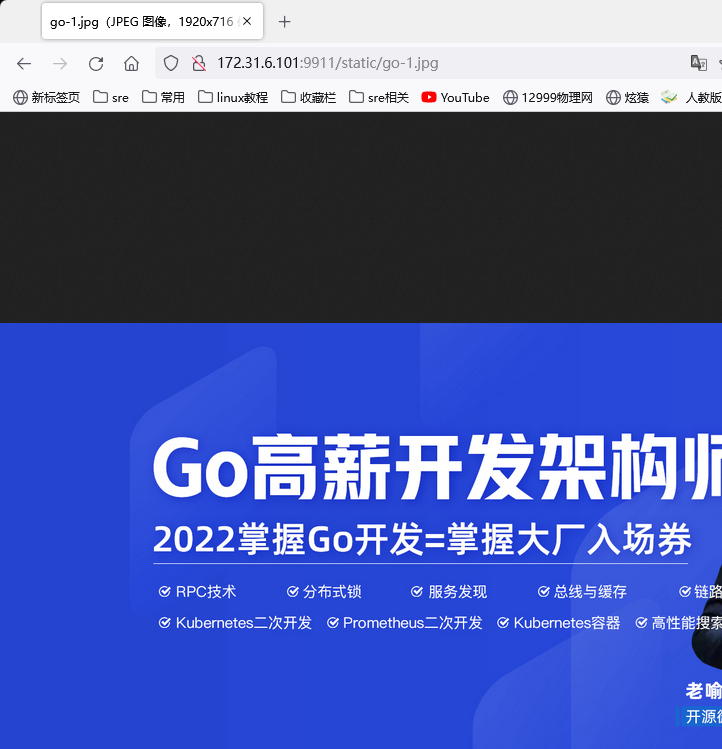 go-1.jpg（JPEG 图像，1920x716
172.31.6.101:9911/static/go-1.jpg
新标签页 sre 常用 linux教程 收藏栏 sre相关 YouTube 12999物理网 炫猿 人教版
Go高薪开发架构师
2022掌握Go开发=掌握大厂入场券
RPC技术 分布式锁 服务发现 总线与缓存 链路
Kubernetes二次开发 Prometheus二次开发 Kubernetes容器 高性能搜索
老喻
开源